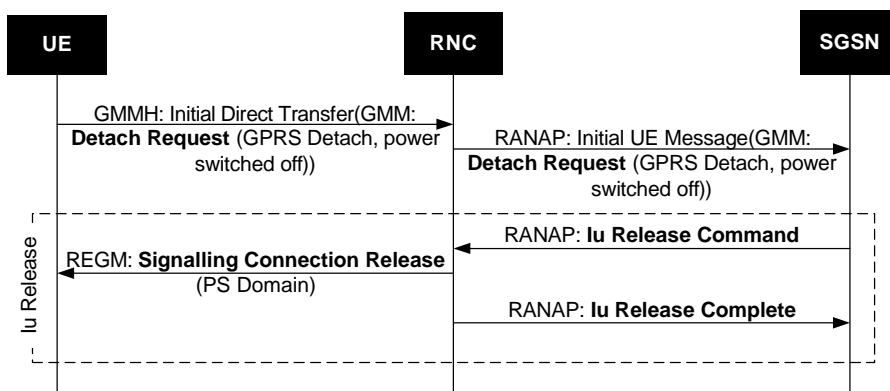 UE
RNC
SGSN
GMMH: Initial Direct Transfer(GMM:
Detach Request (GPRS Detach, power
switched off))
RANAP: Initial UE Message(GMM:
Detach Request (GPRS Detach, power
switched off))
Iu Release
RANAP: Iu Release Command
REGM: Signalling Connection Release
(PS Domain)
RANAP: Iu Release Complete